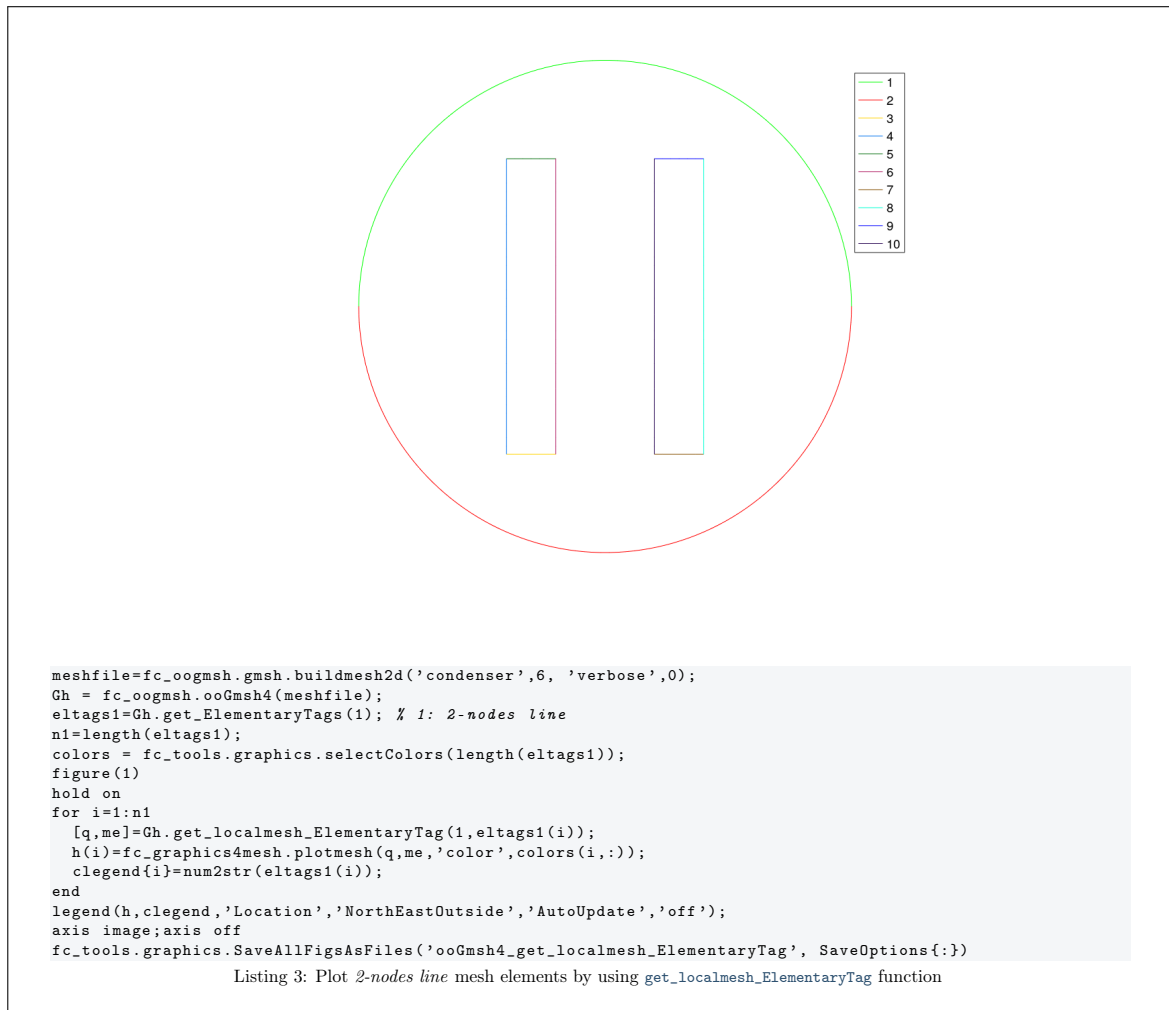 1
2
3
4
5
6
7
8
9
10
meshfile=fc_oogmsh.gmsh.buildmesh2d('condenser',6, 'verbose',0);
Gh = fc_oogmsh.ooGmsh4(meshfile);
eltags1=Gh.get_ElementaryTags(1); % 1: 2-nodes line
n1=length(eltags1);
colors = fc_tools.graphics.selectColors(length(eltags1));
figure(1)
hold on
for i=1:n1
  [q,me]=Gh.get_localmesh_ElementaryTag(1,eltags1(i));
  h(i)=fc_graphics4mesh.plotmesh(q,me,'color',colors(i,:));
  clegend{i}=num2str(eltags1(i));
end
legend(h,clegend,'Location','NorthEastOutside','AutoUpdate','off');
axis image;axis off
fc_tools.graphics.SaveAllFigsAsFiles('ooGmsh4_get_localmesh_ElementaryTag', SaveOptions{:})
Listing 3: Plot 2-nodes line mesh elements by using get_localmesh_ElementaryTag function